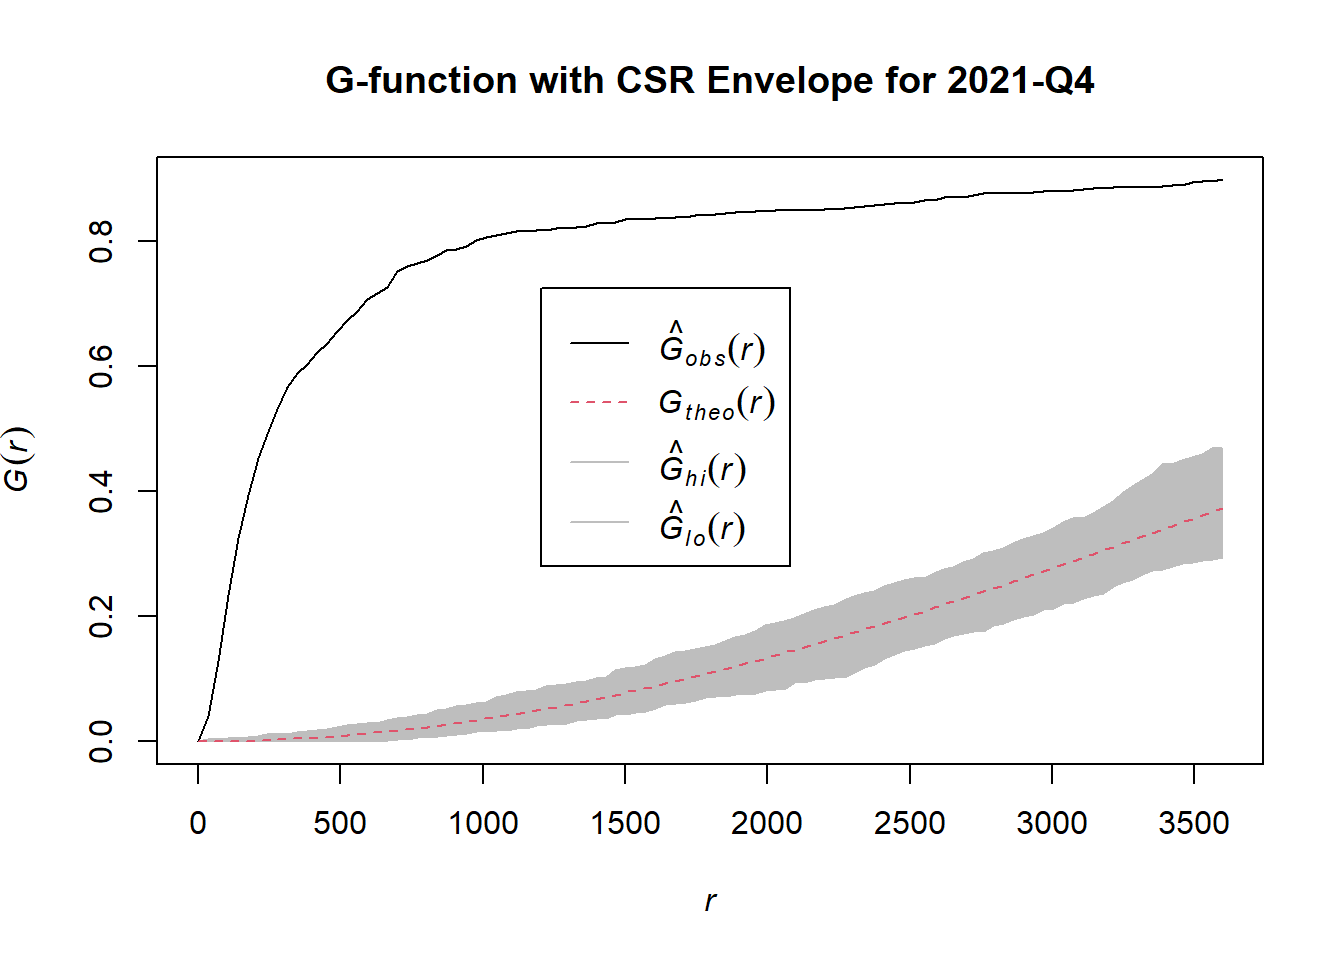 G-function with CSR Envelope for 2021-Q4
G(r)
0.8
0.6
0.4
0.2
0.0
Ĝobs(r)
Gtheo(r)
Ĝhi(r)
Ĝlo(r)
0 500 1000 1500 2000 2500 3000 3500
r